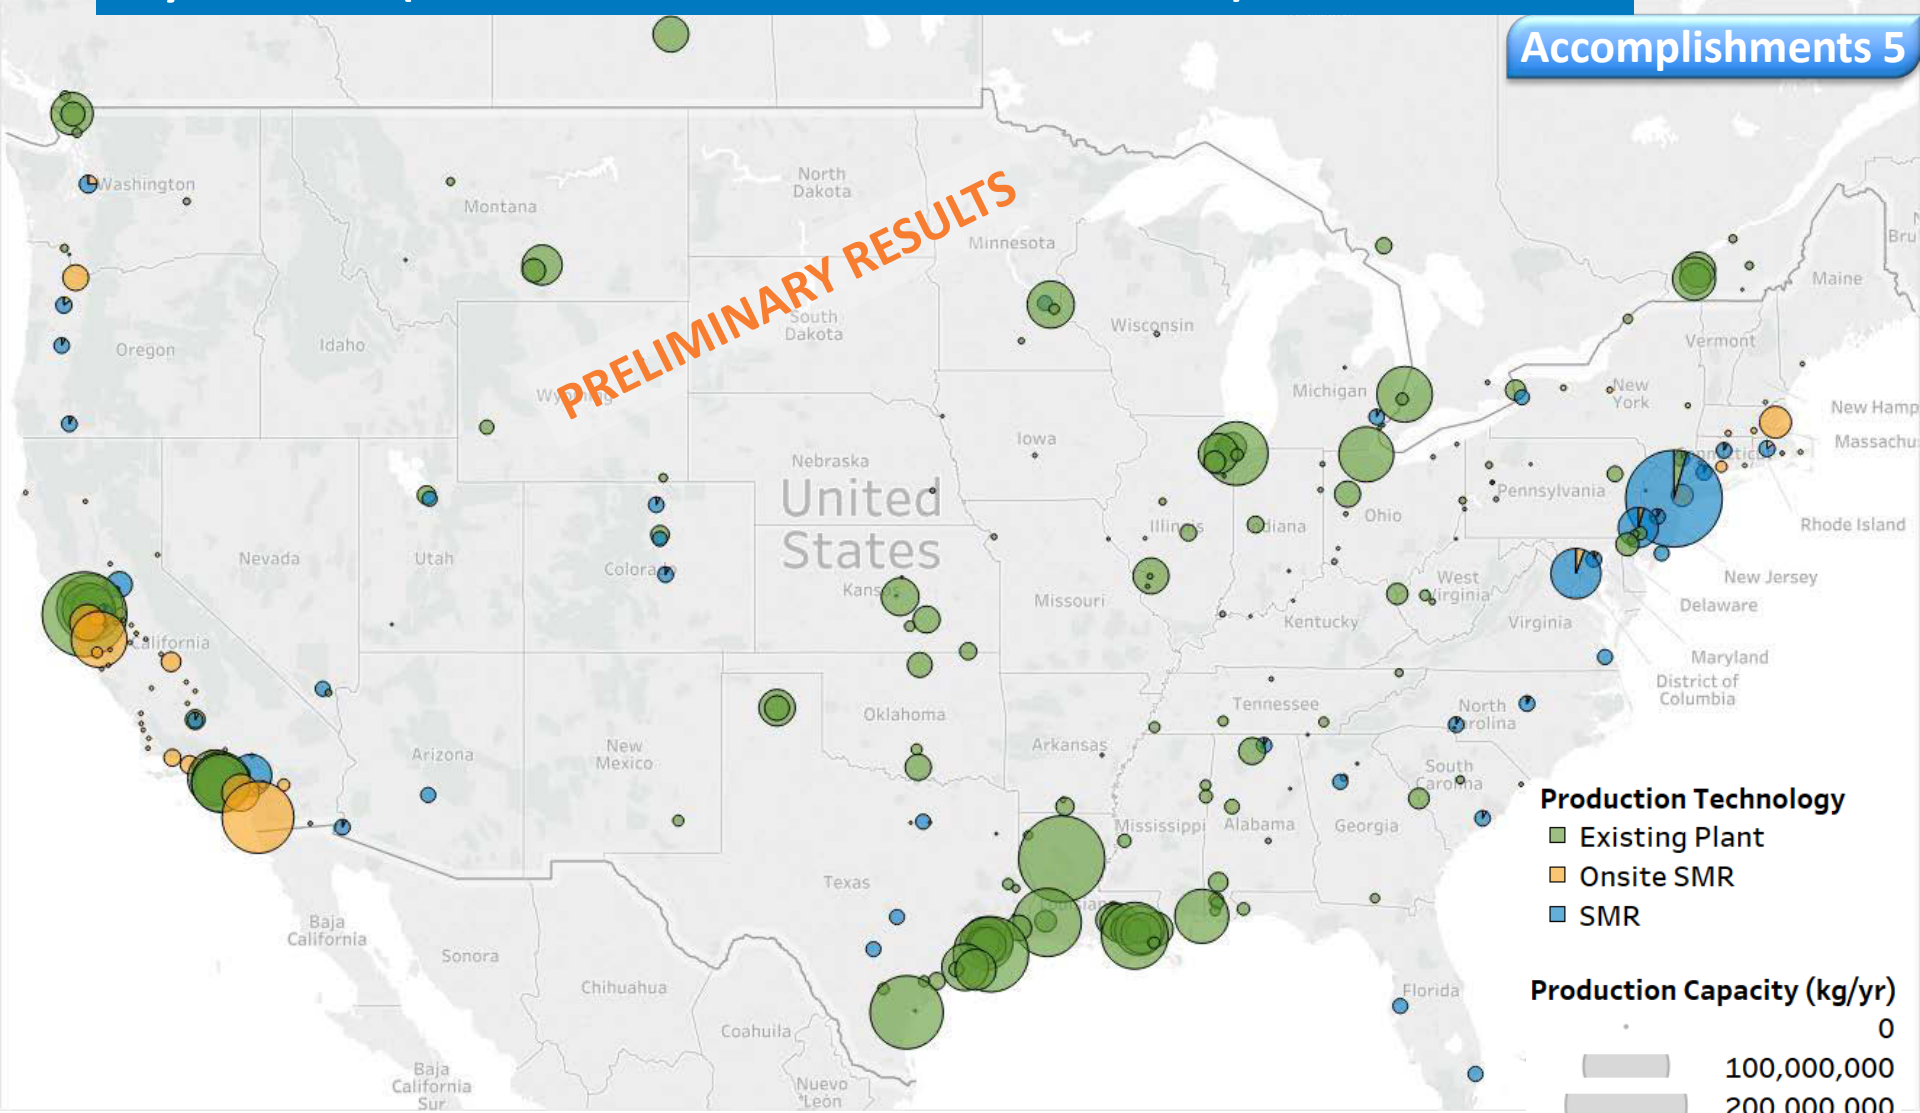 Accomplishments 5
PRELIMINARY RESULTS
Washington
Montana
North
Dakota
Minnesota
Maine
Oregon
Idaho
South
Dakota
Wisconsin
Michigan
Vermont
New
York
New Hamp
Massachu
Iowa
Nebraska
United
States
Pennsylvania
Ohio
Rhode Island
Nevada
Utah
Missouri
West
Virginia
New Jersey
Delaware
California
Kentucky
Virginia
Maryland
District of
Columbia
Arizona
New
Mexico
Oklahoma
Arkansas
Tennessee
North
South
Mississippi
Alabama
Georgia
Texas
Florida
Baja
California
Sonora
Chihuahua
Coahuila
Baja
California
Sur
Nuevo
León
Production Technology
Existing Plant
Onsite SMR
SMR
Production Capacity (kg/yr)
0
100,000,000
200,000,000